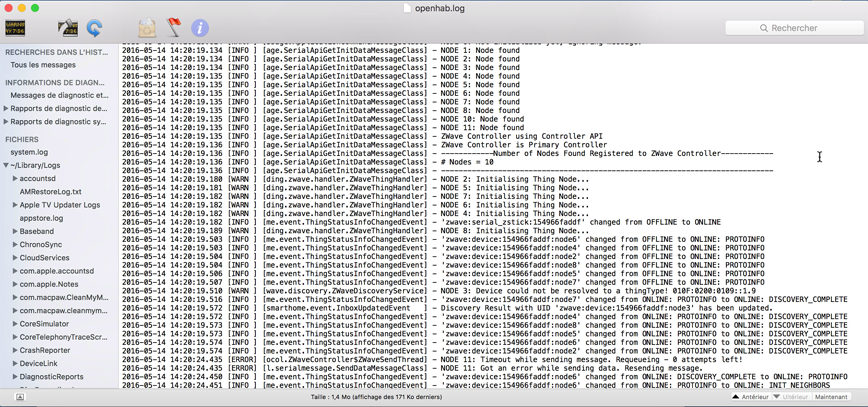 openhab.log
Rechercher
RECHERCHES DANS L'HIST...
Tous les messages
INFORMATIONS DE DIAGN...
Messages de diagnostic et...
Rapports de diagnostic de...
Rapports de diagnostic sy...
FICHIERS
system.log
~/Library/Logs
accountsd
AMRestoreLog.txt
Apple TV Updater Logs
appstore.log
Baseband
ChronoSync
CloudServices
com.apple.accountsd
com.apple.Notes
com.macpaw.CleanMyM...
com.macpaw.cleanmym...
CoreSimulator
CoreTelephonyTraceScr...
CrashReporter
DeviceLink
DiagnosticReports
2016-05-14 14:20:19.134 [INFO ] [age.SerialApiGetInitDataMessageClass] - NODE 1: Node found
2016-05-14 14:20:19.134 [INFO ] [age.SerialApiGetInitDataMessageClass] - NODE 2: Node found
2016-05-14 14:20:19.134 [INFO ] [age.SerialApiGetInitDataMessageClass] - NODE 3: Node found
2016-05-14 14:20:19.135 [INFO ] [age.SerialApiGetInitDataMessageClass] - NODE 4: Node found
2016-05-14 14:20:19.135 [INFO ] [age.SerialApiGetInitDataMessageClass] - NODE 5: Node found
2016-05-14 14:20:19.135 [INFO ] [age.SerialApiGetInitDataMessageClass] - NODE 6: Node found
2016-05-14 14:20:19.135 [INFO ] [age.SerialApiGetInitDataMessageClass] - NODE 7: Node found
2016-05-14 14:20:19.135 [INFO ] [age.SerialApiGetInitDataMessageClass] - NODE 8: Node found
2016-05-14 14:20:19.135 [INFO ] [age.SerialApiGetInitDataMessageClass] - NODE 10: Node found
2016-05-14 14:20:19.135 [INFO ] [age.SerialApiGetInitDataMessageClass] - NODE 11: Node found
2016-05-14 14:20:19.135 [INFO ] [age.SerialApiGetInitDataMessageClass] - ZWave Controller using Controller API
2016-05-14 14:20:19.136 [INFO ] [age.SerialApiGetInitDataMessageClass] - ZWave Controller is Primary Controller
2016-05-14 14:20:19.136 [INFO ] [age.SerialApiGetInitDataMessageClass] - ------------Number of Nodes Found Registered to ZWave Controller------------
2016-05-14 14:20:19.136 [INFO ] [age.SerialApiGetInitDataMessageClass] - # Nodes = 10
2016-05-14 14:20:19.136 [INFO ] [age.SerialApiGetInitDataMessageClass] - ----------------------------------------------------------------------------
2016-05-14 14:20:19.180 [WARN ] [ding.zwave.handler.ZWaveThingHandler] - NODE 2: Initialising Thing Node...
2016-05-14 14:20:19.181 [WARN ] [ding.zwave.handler.ZWaveThingHandler] - NODE 5: Initialising Thing Node...
2016-05-14 14:20:19.182 [WARN ] [ding.zwave.handler.ZWaveThingHandler] - NODE 7: Initialising Thing Node...
2016-05-14 14:20:19.182 [WARN ] [ding.zwave.handler.ZWaveThingHandler] - NODE 6: Initialising Thing Node...
2016-05-14 14:20:19.182 [WARN ] [ding.zwave.handler.ZWaveThingHandler] - NODE 4: Initialising Thing Node...
2016-05-14 14:20:19.182 [INFO ] [me.event.ThingStatusInfoChangedEvent] - 'zwave:serial_zstick:154966faddf' changed from OFFLINE to ONLINE
2016-05-14 14:20:19.189 [WARN ] [ding.zwave.handler.ZWaveThingHandler] - NODE 8: Initialising Thing Node...
2016-05-14 14:20:19.503 [INFO ] [me.event.ThingStatusInfoChangedEvent] - 'zwave:device:154966faddf:node6' changed from OFFLINE to ONLINE: PROTOINFO
2016-05-14 14:20:19.503 [INFO ] [me.event.ThingStatusInfoChangedEvent] - 'zwave:device:154966faddf:node4' changed from OFFLINE to ONLINE: PROTOINFO
2016-05-14 14:20:19.504 [INFO ] [me.event.ThingStatusInfoChangedEvent] - 'zwave:device:154966faddf:node2' changed from OFFLINE to ONLINE: PROTOINFO
2016-05-14 14:20:19.504 [INFO ] [me.event.ThingStatusInfoChangedEvent] - 'zwave:device:154966faddf:node8' changed from OFFLINE to ONLINE: PROTOINFO
2016-05-14 14:20:19.506 [INFO ] [me.event.ThingStatusInfoChangedEvent] - 'zwave:device:154966faddf:node5' changed from OFFLINE to ONLINE: PROTOINFO
2016-05-14 14:20:19.507 [INFO ] [me.event.ThingStatusInfoChangedEvent] - 'zwave:device:154966faddf:node7' changed from OFFLINE to ONLINE: PROTOINFO
2016-05-14 14:20:19.510 [WARN ] [wave.discovery.ZWaveDiscoveryService] - NODE 3: Device could not be resolved to a thingType! 010F:0200:0109::1.9
2016-05-14 14:20:19.516 [INFO ] [me.event.ThingStatusInfoChangedEvent] - 'zwave:device:154966faddf:node7' changed from ONLINE: PROTOINFO to ONLINE: DISCOVERY_COMPLETE
2016-05-14 14:20:19.572 [INFO ] [smarthome.event.InboxUpdatedEvent   ] - Discovery Result with UID 'zwave:device:154966faddf:node3' has been updated.
2016-05-14 14:20:19.572 [INFO ] [me.event.ThingStatusInfoChangedEvent] - 'zwave:device:154966faddf:node4' changed from ONLINE: PROTOINFO to ONLINE: DISCOVERY_COMPLETE
2016-05-14 14:20:19.573 [INFO ] [me.event.ThingStatusInfoChangedEvent] - 'zwave:device:154966faddf:node8' changed from ONLINE: PROTOINFO to ONLINE: DISCOVERY_COMPLETE
2016-05-14 14:20:19.573 [INFO ] [me.event.ThingStatusInfoChangedEvent] - 'zwave:device:154966faddf:node5' changed from ONLINE: PROTOINFO to ONLINE: DISCOVERY_COMPLETE
2016-05-14 14:20:19.574 [INFO ] [me.event.ThingStatusInfoChangedEvent] - 'zwave:device:154966faddf:node6' changed from ONLINE: PROTOINFO to ONLINE: DISCOVERY_COMPLETE
2016-05-14 14:20:19.574 [INFO ] [me.event.ThingStatusInfoChangedEvent] - 'zwave:device:154966faddf:node2' changed from ONLINE: PROTOINFO to ONLINE: DISCOVERY_COMPLETE
2016-05-14 14:20:24.435 [ERROR] [ocol.ZWaveController$ZWaveSendThread] - NODE 11: Timeout while sending message. Requeueing - 0 attempts left!
2016-05-14 14:20:24.435 [ERROR] [l.serialmessage.SendDataMessageClass] - NODE 11: Got an error while sending data. Resending message.
2016-05-14 14:20:24.450 [INFO ] [me.event.ThingStatusInfoChangedEvent] - 'zwave:device:154966faddf:node6' changed from ONLINE: DISCOVERY_COMPLETE to ONLINE: PROTOINFO
2016-05-14 14:20:24.451 [INFO ] [me.event.ThingStatusInfoChangedEvent] - 'zwave:device:154966faddf:node6' changed from ONLINE: PROTOINFO to ONLINE: INIT_NEIGHBORS
Taille : 1,4 Mo (affichage des 171 Ko derniers)
Antérieur
Ultérieur
Maintenant